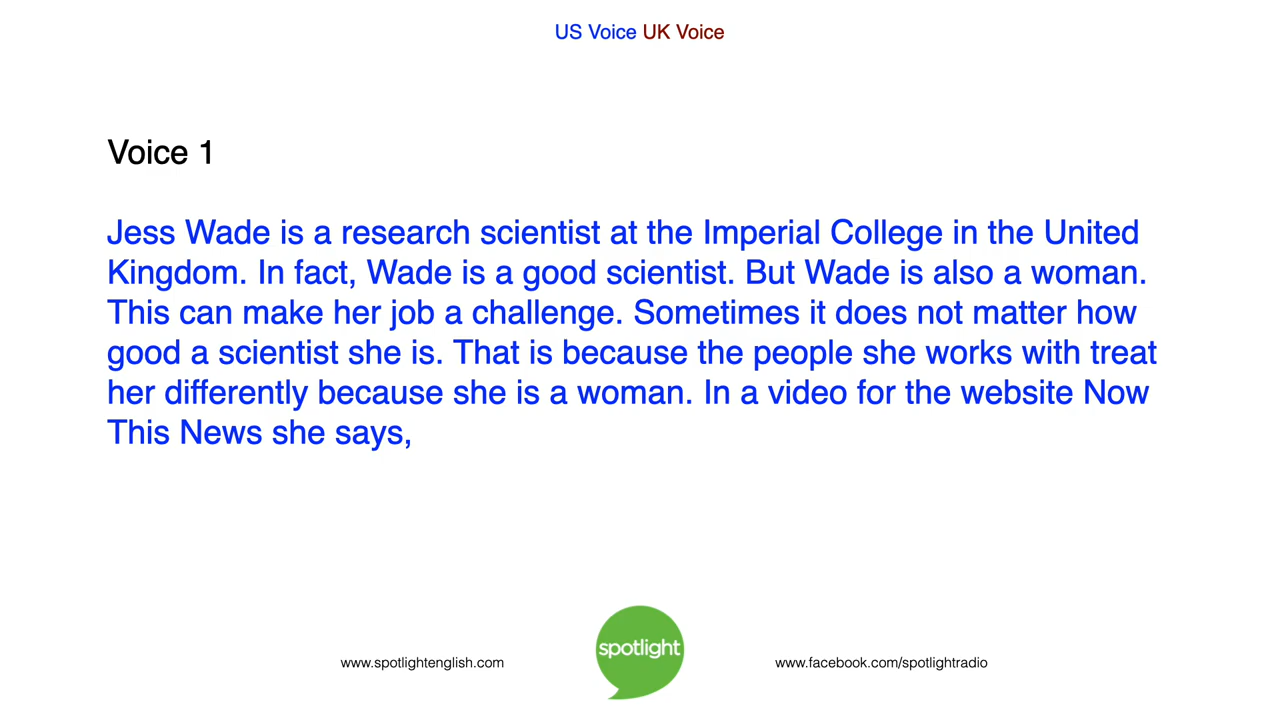 US Voice UK Voice
Voice 1
Jess Wade is a research scientist at the Imperial College in the United
Kingdom. In fact, Wade is a good scientist. But Wade is also a woman.
This can make her job a challenge. Sometimes it does not matter how
good a scientist she is. That is because the people she works with treat
her differently because she is a woman. In a video for the website Now
This News she says,
spotlight
www.spotlightenglish.com
www.facebook.com/spotlightradio